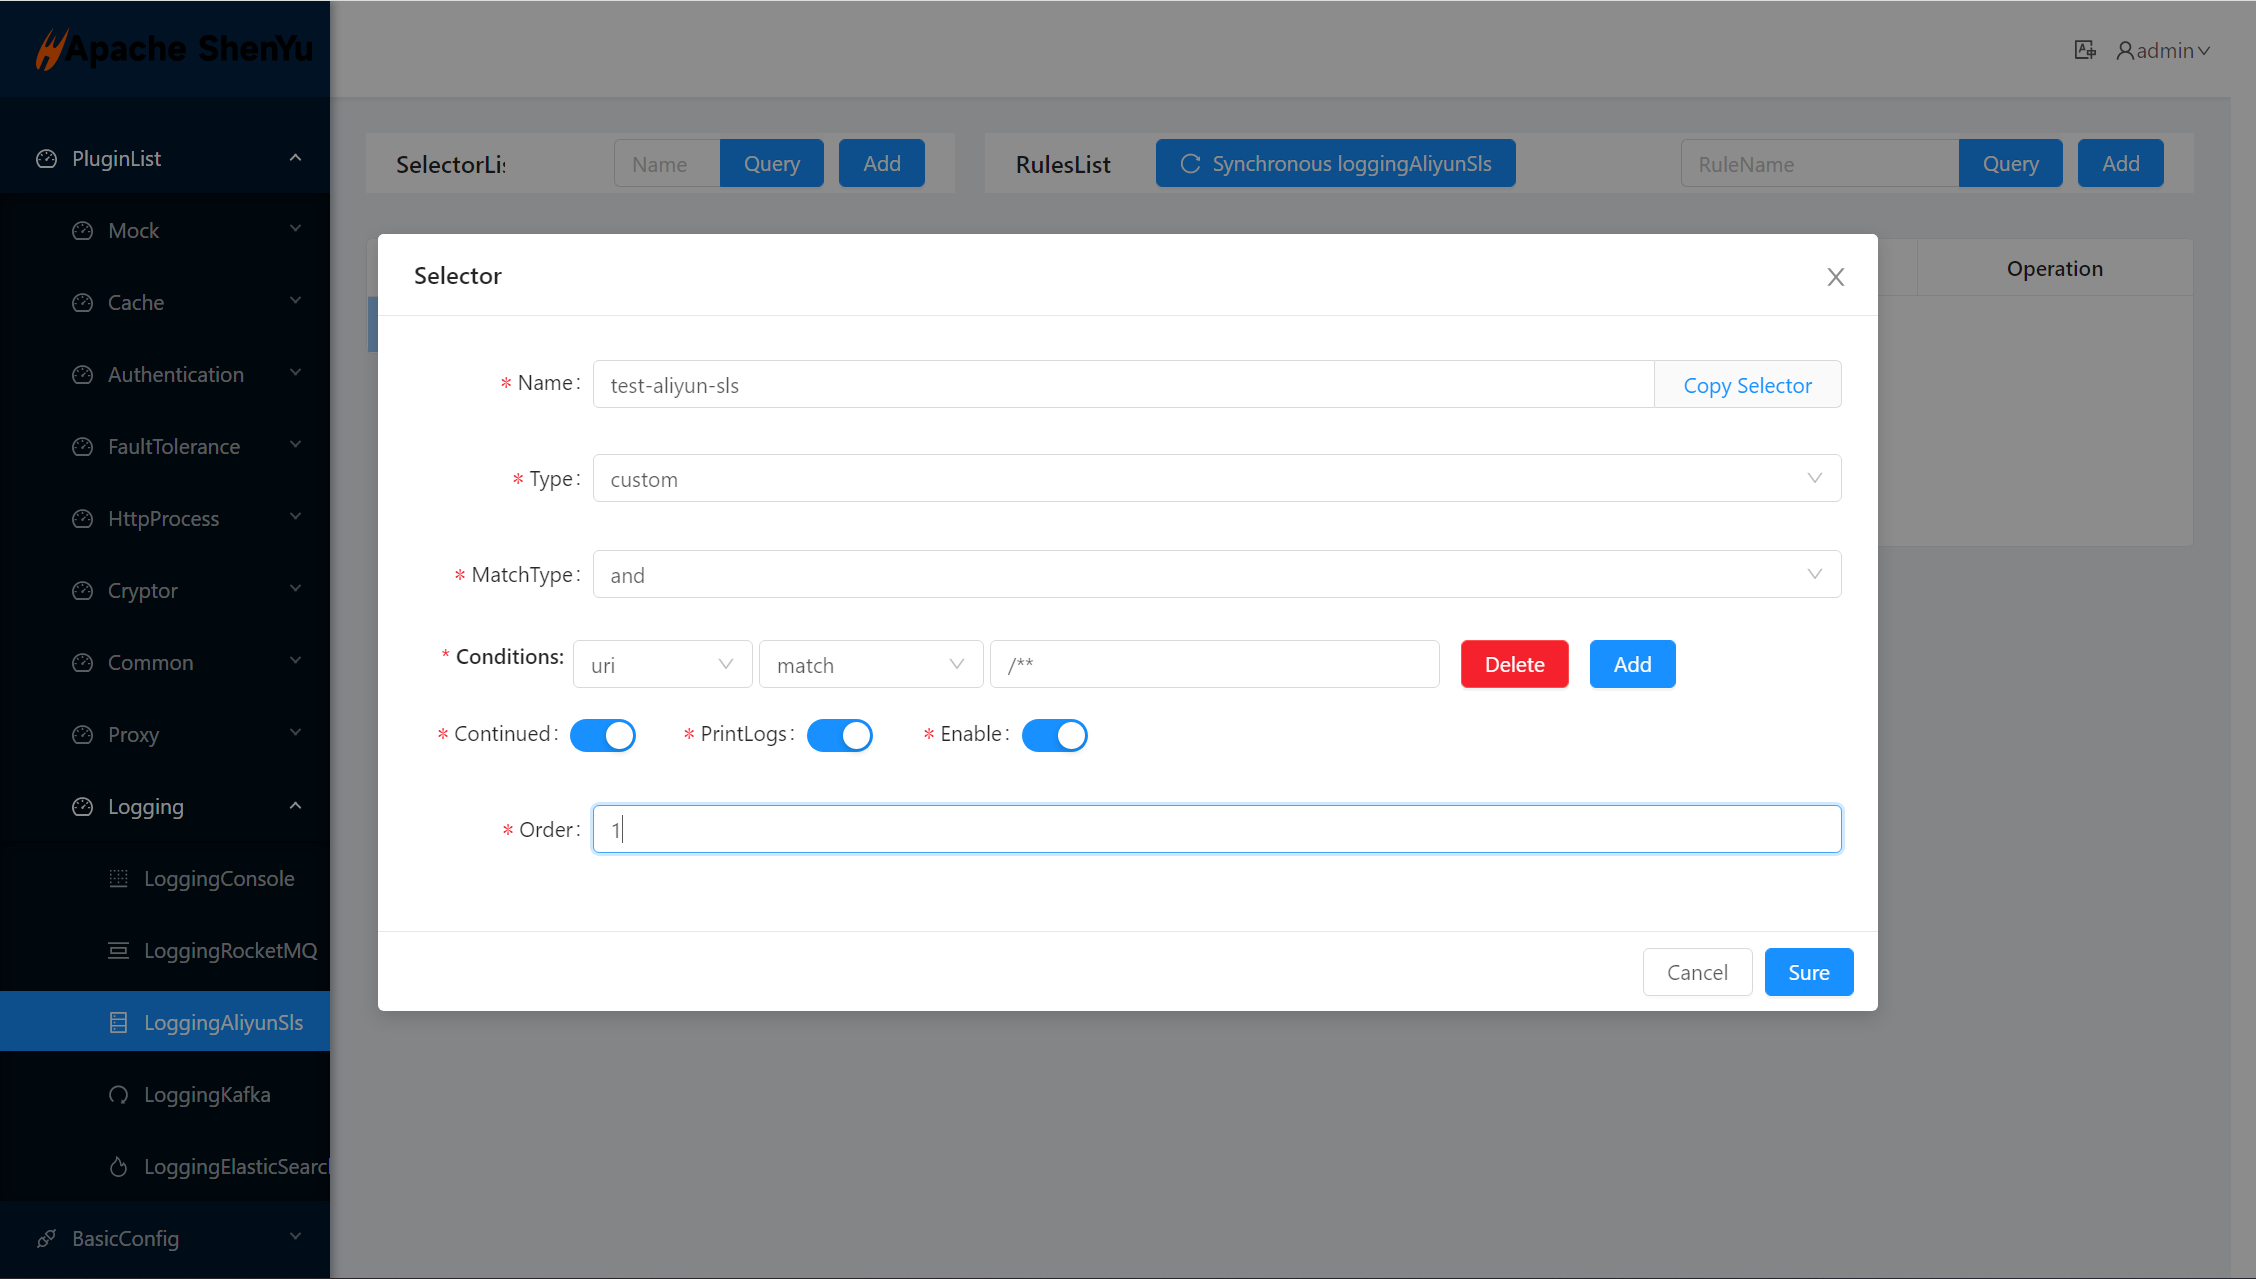 Apache ShenYu
admin
PluginList
Mock
Cache
Authentication
FaultTolerance
HttpProcess
Cryptor
Common
Proxy
Logging
LoggingConsole
LoggingRocketMQ
LoggingAliyunSls
LoggingKafka
LoggingElasticSearc
BasicConfig
SelectorLis
Name
Query
Add
RulesList
Synchronous loggingAliyunSls
RuleName
Query
Add
Operation
Selector
* Name: test-aliyun-sls Copy Selector
* Type: custom
* MatchType: and
* Conditions: uri match /** Delete Add
* Continued: * PrintLogs: * Enable:
* Order: 1
Cancel Sure